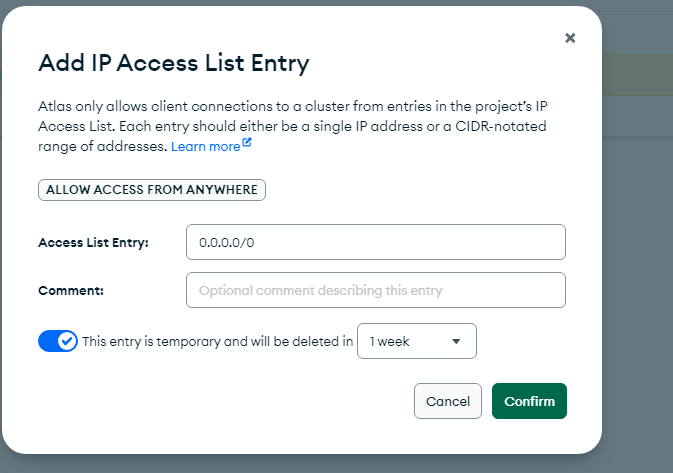 Add IP Access List Entry
Atlas only allows client connections to a cluster from entries in the project's IP
Access List. Each entry should either be a single IP address or a CIDR-notated
range of addresses. Learn more
ALLOW ACCESS FROM ANYWHERE
Access List Entry: 0.0.0.0/0
Comment: Optional comment describing this entry
This entry is temporary and will be deleted in 1 week
Cancel Confirm